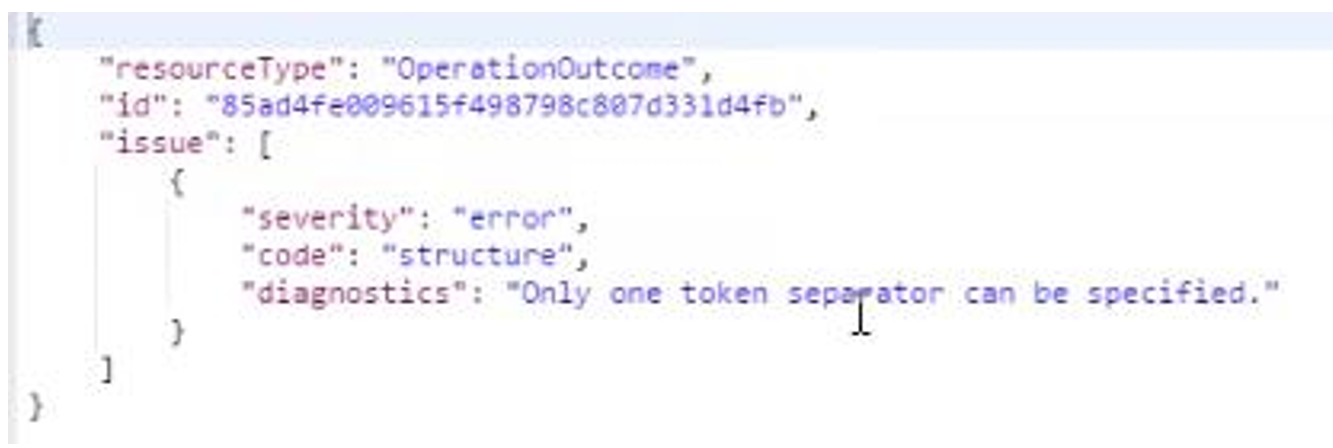 {
"resourceType": "OperationOutcome",
"id": "85ad4fe009615f498798c807d331d4fb",
"issue": [
{
"severity": "error",
"code": "structure",
"diagnostics": "Only one token separator can be specified."
}
]
}